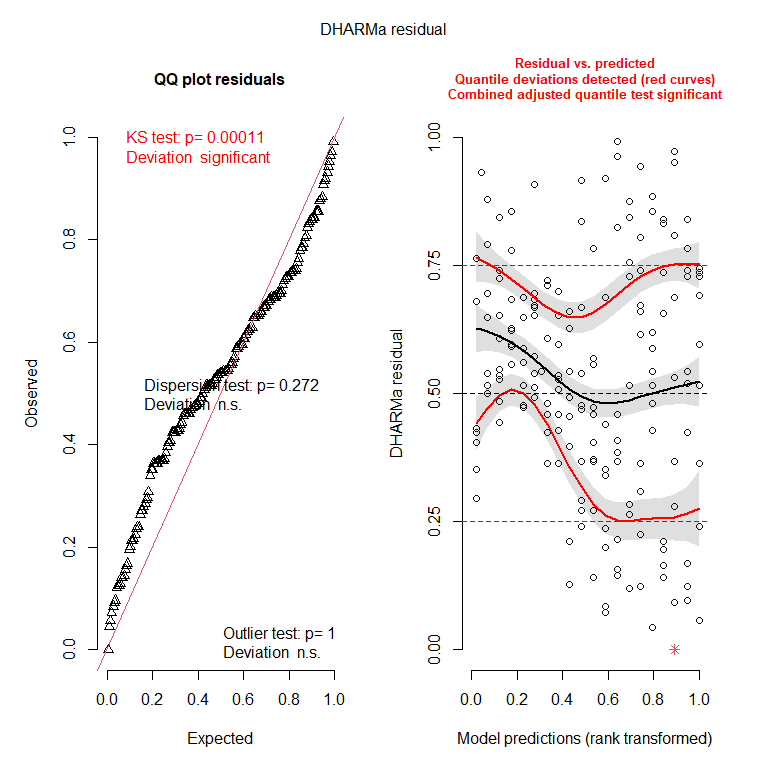 DHARMa residual
QQ plot residuals
KS test: p= 0.00011
Deviation significant
Dispersion test: p= 0.272
Deviation n.s.
Outlier test: p= 1
Deviation n.s.
Observed
0.0 0.2 0.4 0.6 0.8 1.0
0.0 0.2 0.4 0.6 0.8 1.0
Expected
Residual vs. predicted
Quantile deviations detected (red curves)
Combined adjusted quantile test significant
DHARMa residual
0.00 0.25 0.50 0.75 1.00
0.0 0.2 0.4 0.6 0.8 1.0
Model predictions (rank transformed)